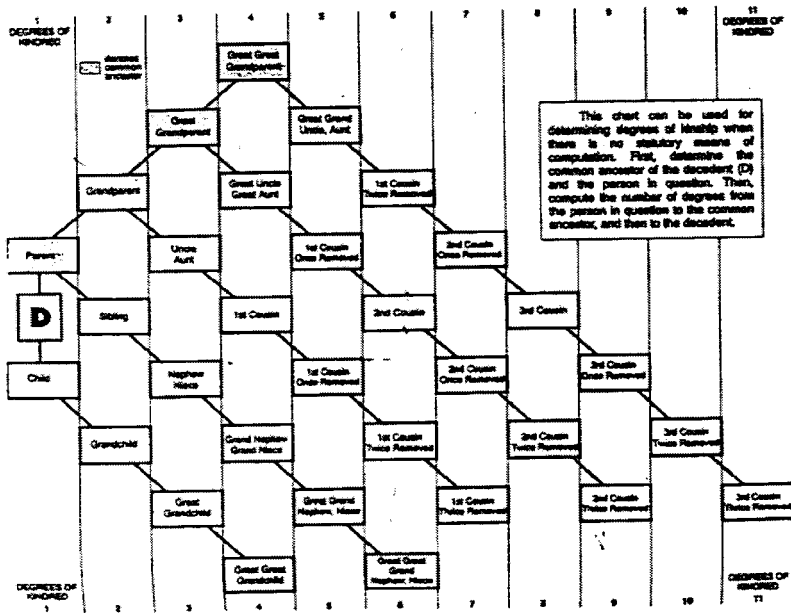 1 2 3 4 5 6 7 8 9 10 11
DEGREES OF
KINDRED
DEGREES OF
KINDRED
denotes
common
ancestor
Great Great
Grandparent
Great
Grandparent
Great Grand
Uncle, Aunt
This chart can be used for
determining degrees of kinship when
there is no statutory means of
computation. First, determine the
common ancestor of the decedent (D)
and the person in question. Then,
compute the number of degrees from
the person in question to the common
ancestor, and then to the decedent.
Grandparent
Great Uncle
Great Aunt
1st Cousin
Twice Removed
Parent
Uncle
Aunt
1st Cousin
Once Removed
2nd Cousin
Once Removed
D
Sibling
1st Cousin
2nd Cousin
3rd Cousin
Child
Nephew
Niece
1st Cousin
Once Removed
2nd Cousin
Once Removed
3rd Cousin
Once Removed
Grandchild
Grand Nephew
Grand Niece
1st Cousin
Twice Removed
2nd Cousin
Twice Removed
3rd Cousin
Twice Removed
Great
Grandchild
Great Grand
Nephew, Niece
1st Cousin
Thrice Removed
2nd Cousin
Thrice Removed
3rd Cousin
Thrice Removed
Great Great
Grandchild
Great Great
Grand
Nephew, Niece
DEGREES OF
KINDRED
DEGREES OF
KINDRED
1 2 3 4 5 6 7 8 9 10 11